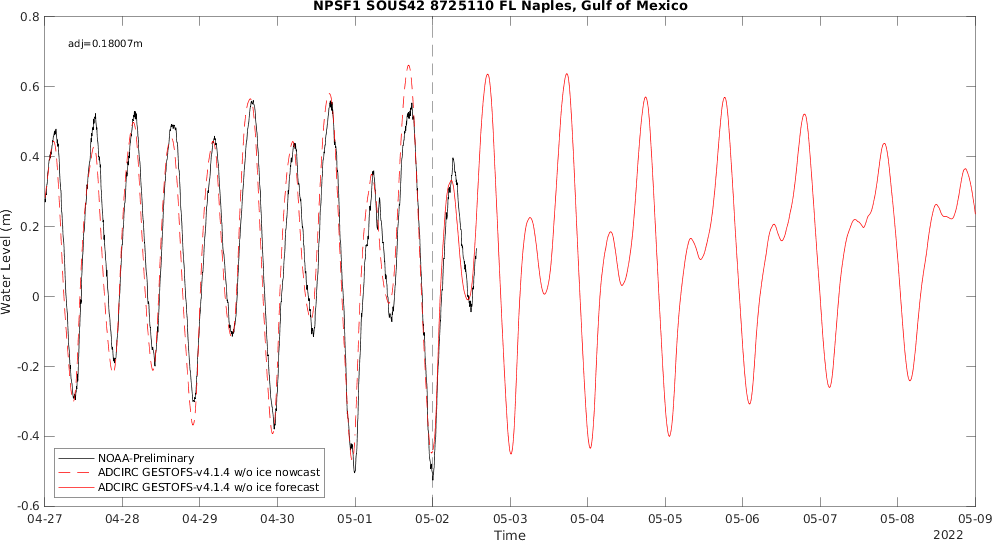 NPSF1 SOUS42 8725110 FL Naples, Gulf of Mexico
adj=0.18007m
Water Level (m)
0.8
0.6
0.4
0.2
0
-0.2
-0.4
-0.6
NOAA-Preliminary
ADCIRC GESTOFS-v4.1.4 w/o ice nowcast
ADCIRC GESTOFS-v4.1.4 w/o ice forecast
04-27 04-28 04-29 04-30 05-01 05-02 05-03 05-04 05-05 05-06 05-07 05-08 05-09
Time
2022